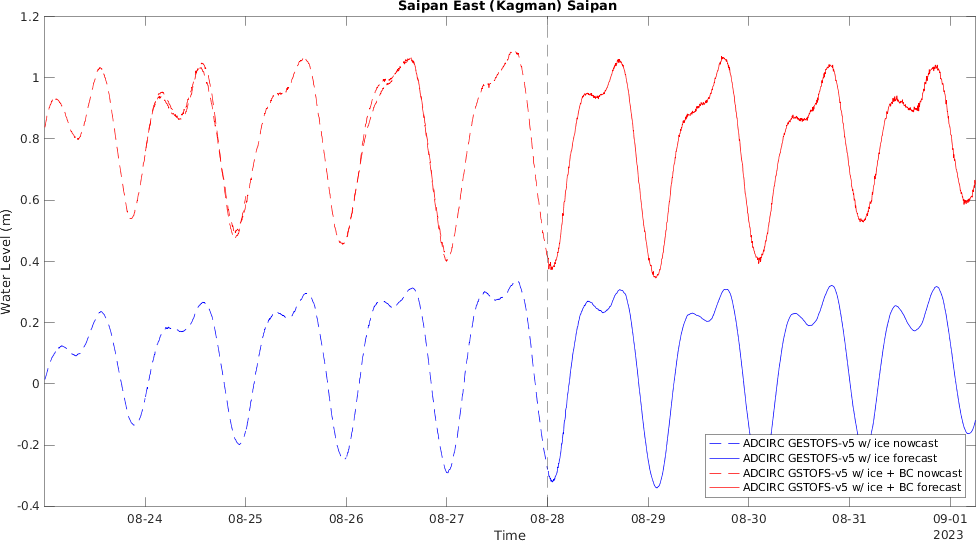 Saipan East (Kagman) Saipan
1.2
1
0.8
0.6
0.4
0.2
0
-0.2
-0.4
Water Level (m)
ADCIRC GESTOFS-v5 w/ ice nowcast
ADCIRC GESTOFS-v5 w/ ice forecast
ADCIRC GSTOFS-v5 w/ ice + BC nowcast
ADCIRC GSTOFS-v5 w/ ice + BC forecast
08-24 08-25 08-26 08-27 08-28 08-29 08-30 08-31 09-01
2023
Time